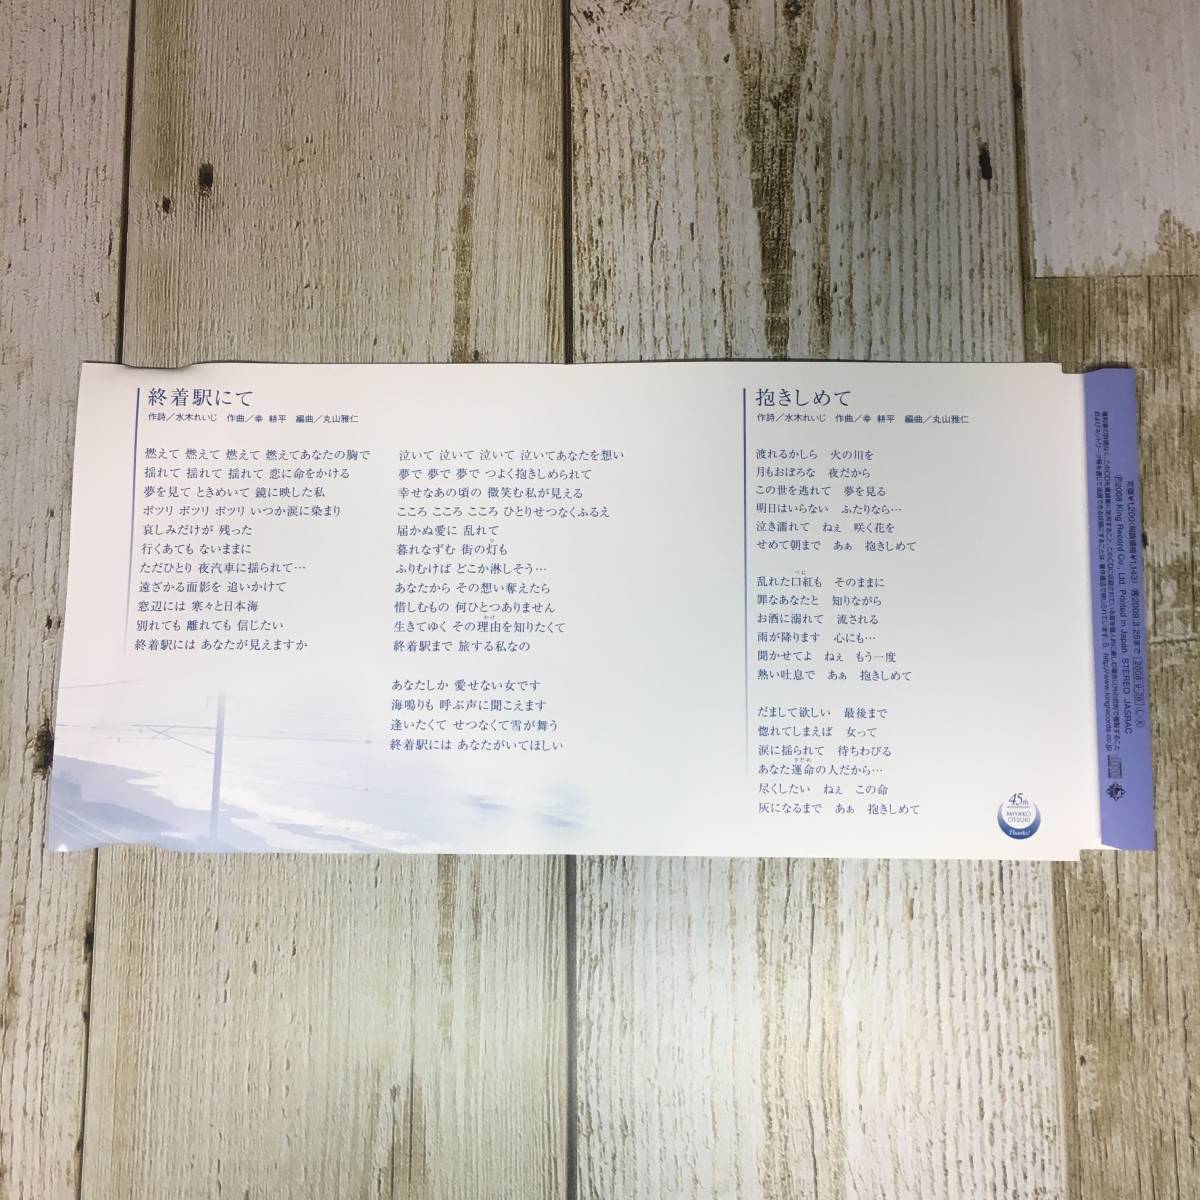 終着駅にて
作詩／水木れいじ 作曲／幸 耕平 編曲／丸山雅仁
燃えて 燃えて 燃えて 燃えてあなたの胸で
揺れて 揺れて 揺れて 恋に命をかける
夢を見て ときめいて 鏡に映した私
ポツリ ポツリ ポツリ いつか涙に染まり
哀しみだけが 残った
行くあても ないままに
ただひとり 夜汽車に揺られて…
遠ざかる面影を 追いかけて
窓辺には 寒々と日本海
別れても 離れても 信じたい
終着駅には あなたが見えますか
泣いて 泣いて 泣いて 泣いてあなたを想い
夢で 夢で 夢で つよく抱きしめられて
幸せなあの頃の 微笑む私が見える
こころ こころ こころ ひとりせつなくふるえ
届かぬ愛に 乱れて
暮れなずむ 街の灯も
ふりむけば どこか淋しそう…
あなたから その想い奪えたら
惜しむもの 何ひとつありません
生きてゆく その理由を知りたくて
終着駅まで 旅する私なの
あなたしか 愛せない女です
海鳴りも 呼ぶ声に聞こえます
逢いたくて せつなくて雪が舞う
終着駅には あなたがいてほしい
抱きしめて
作詩／水木れいじ 作曲／幸 耕平 編曲／丸山雅仁
渡れるかしら 火の川を
月もおぼろな 夜だから
この世を逃れて 夢を見る
明日はいらない ふたりなら…
泣き濡れて ねぇ 咲く花を
せめて朝まで あぁ 抱きしめて
乱れた口紅も そのままに
罪なあなたと 知りながら
お酒に溺れて 流される
雨が降ります 心にも…
聞かせてよ ねぇ もう一度
熱い吐息で あぁ 抱きしめて
だまして欲しい 最後まで
惚れてしまえば 女って
涙に揺られて 待ちわびる
あなた運命の人だから…
尽くしたい ねぇ この命
灰になるまで あぁ 抱きしめて
45th
ANNIVERSARY
MIYAKO
OTSUKI
Thanks!
定価¥1,200（税抜価格¥1,143） 2009.3.25まで 2008.9.26
Ⓟ2008 King Record Co., Ltd. Printed in Japan. STEREO JASRAC
http://www.kingrecords.co.jp